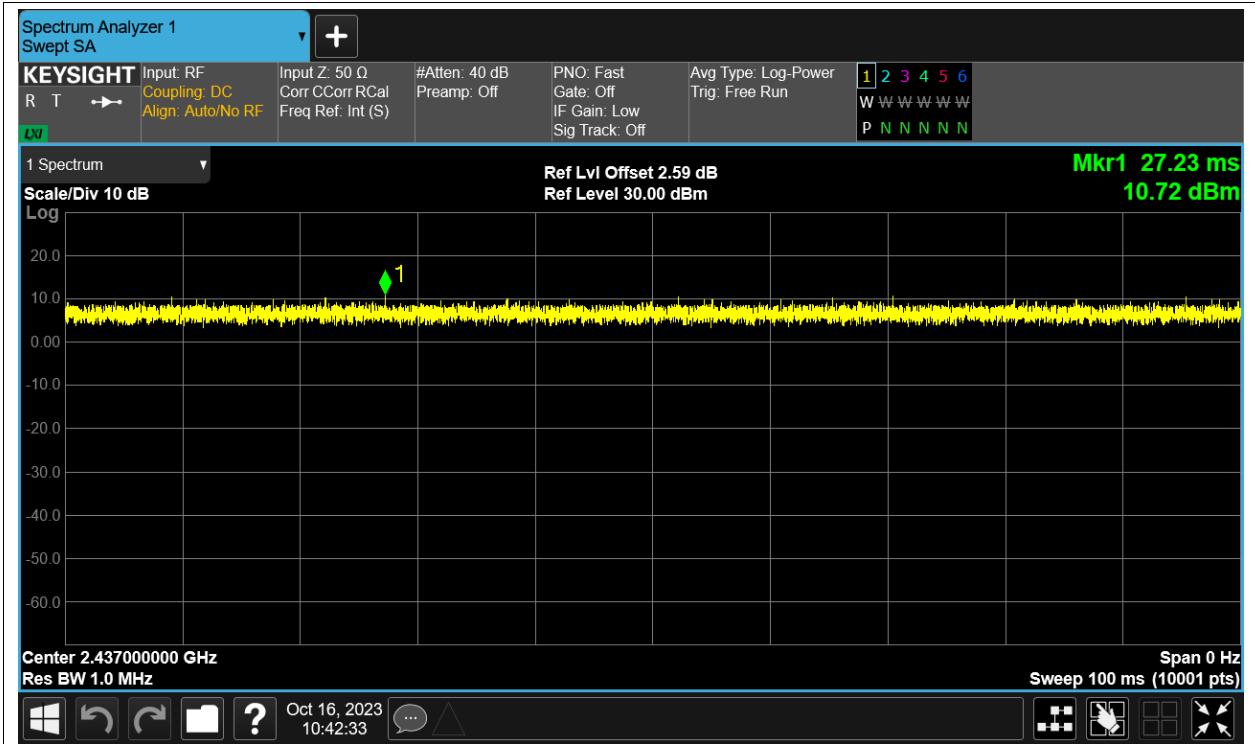 Spectrum Analyzer 1
Swept SA
+
KEYSIGHT
R T
LXI
Input: RF
Coupling: DC
Align: Auto/No RF
Input Z: 50 Ω
Corr CCorr RCal
Freq Ref: Int (S)
#Atten: 40 dB
Preamp: Off
PNO: Fast
Gate: Off
IF Gain: Low
Sig Track: Off
Avg Type: Log-Power
Trig: Free Run
1 2 3 4 5 6
W W W W W W
P N N N N N
1 Spectrum
Scale/Div 10 dB
Log
Ref Lvl Offset 2.59 dB
Ref Level 30.00 dBm
Mkr1 27.23 ms
10.72 dBm
1
20.0
10.0
0.00
-10.0
-20.0
-30.0
-40.0
-50.0
-60.0
Center 2.437000000 GHz
Res BW 1.0 MHz
Span 0 Hz
Sweep 100 ms (10001 pts)
?
Oct 16, 2023
10:42:33